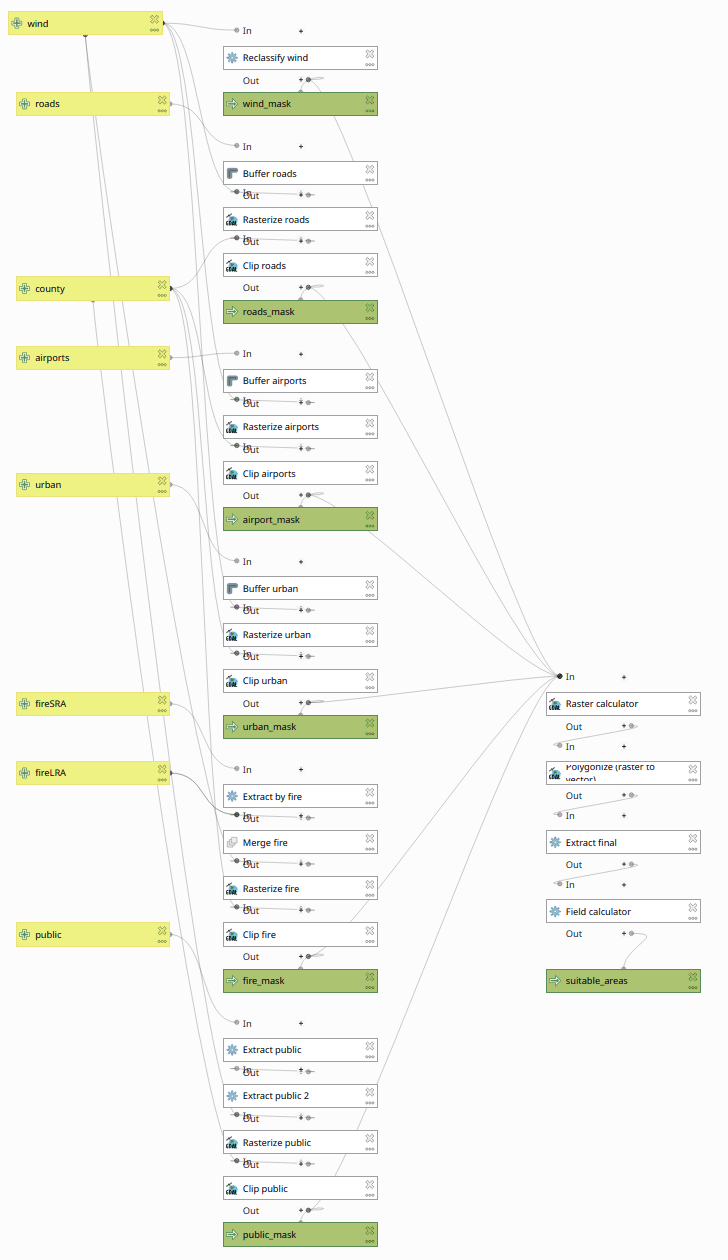 wind
roads
county
airports
urban
fireSRA
fireLRA
public
In
Reclassify wind
Out
wind_mask
In
Buffer roads
In
Out
Rasterize roads
In
Out
Clip roads
Out
roads_mask
In
Buffer airports
In
Out
Rasterize airports
In
Out
Clip airports
Out
airport_mask
In
Buffer urban
In
Out
Rasterize urban
In
Out
Clip urban
Out
urban_mask
In
Extract by fire
In
Out
Merge fire
In
Out
Rasterize fire
In
Out
Clip fire
Out
fire_mask
In
Extract public
In
Out
Extract public 2
In
Out
Rasterize public
In
Out
Clip public
Out
public_mask
In
Raster calculator
Out
In
Polygonize (raster to
vector)
Out
In
Extract final
Out
In
Field calculator
Out
suitable_areas